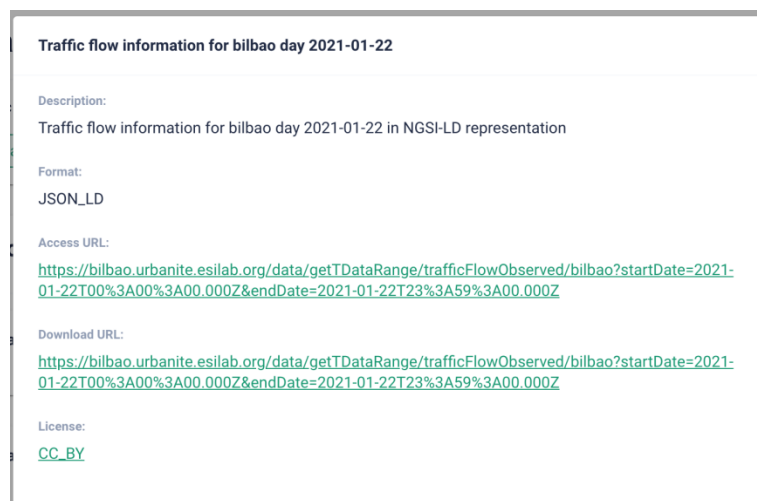 Traffic flow information for bilbao day 2021-01-22
Description:
Traffic flow information for bilbao day 2021-01-22 in NGSI-LD representation
Format:
JSON_LD
Access URL:
https://bilbao.urbanite.esilab.org/data/getTDataRange/trafficFlowObserved/bilbao?startDate=2021-
01-22T00%3A00%3A00.000Z&endDate=2021-01-22T23%3A59%3A00.000Z
Download URL:
https://bilbao.urbanite.esilab.org/data/getTDataRange/trafficFlowObserved/bilbao?startDate=2021-
01-22T00%3A00%3A00.000Z&endDate=2021-01-22T23%3A59%3A00.000Z
License:
CC_BY